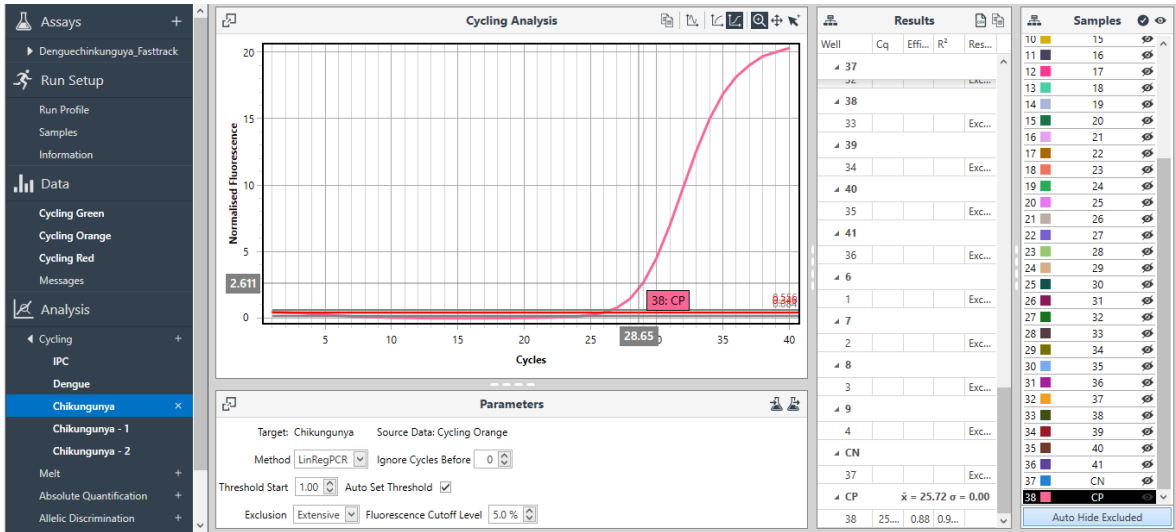 Assays +
Denguechinkunguya_Fasttrack
Run Setup
Run Profile
Samples
Information
Data
Cycling Green
Cycling Orange
Cycling Red
Messages
Analysis
Cycling +
IPC
Dengue
Chikungunya ×
Chikungunya - 1
Chikungunya - 2
Melt +
Absolute Quantification +
Allelic Discrimination +
Cycling Analysis
Normalised Fluorescence
20
15
10
5
2.611
0
38: CP
5 10 15 20 28.65 35 40
Cycles
Parameters
Target: Chikungunya Source Data: Cycling Orange
Method LinRegPCR Ignore Cycles Before 0
Threshold Start 1.00 Auto Set Threshold
Exclusion Extensive Fluorescence Cutoff Level 5.0 %
Results
Well Cq Effi... R² Res...
37
38
33 Exc...
39
34 Exc...
40
35 Exc...
41
36 Exc...
6
1 Exc...
7
2 Exc...
8
3 Exc...
9
4 Exc...
CN
37 Exc...
CP x̄ = 25.72 σ = 0.00
38 25.... 0.88 0.9...
Samples
10 15
11 16
12 17
13 18
14 19
15 20
16 21
17 22
18 23
19 24
20 25
21 26
22 27
23 28
24 29
25 30
26 31
27 32
28 33
29 34
30 35
31 36
32 37
33 38
34 39
35 40
36 41
37 CN
38 CP
Auto Hide Excluded